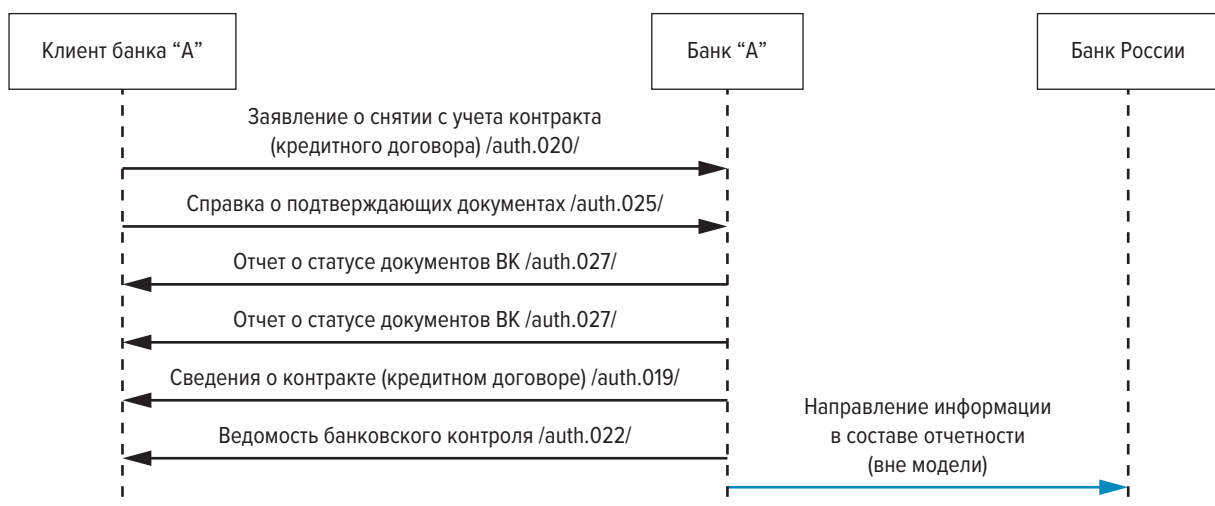 Клиент банка “А”
Банк “А”
Банк России
Заявление о снятии с учета контракта
(кредитного договора) /auth.020/
Справка о подтверждающих документах /auth.025/
Отчет о статусе документов ВК /auth.027/
Отчет о статусе документов ВК /auth.027/
Сведения о контракте (кредитном договоре) /auth.019/
Ведомость банковского контроля /auth.022/
Направление информации
в составе отчетности
(вне модели)